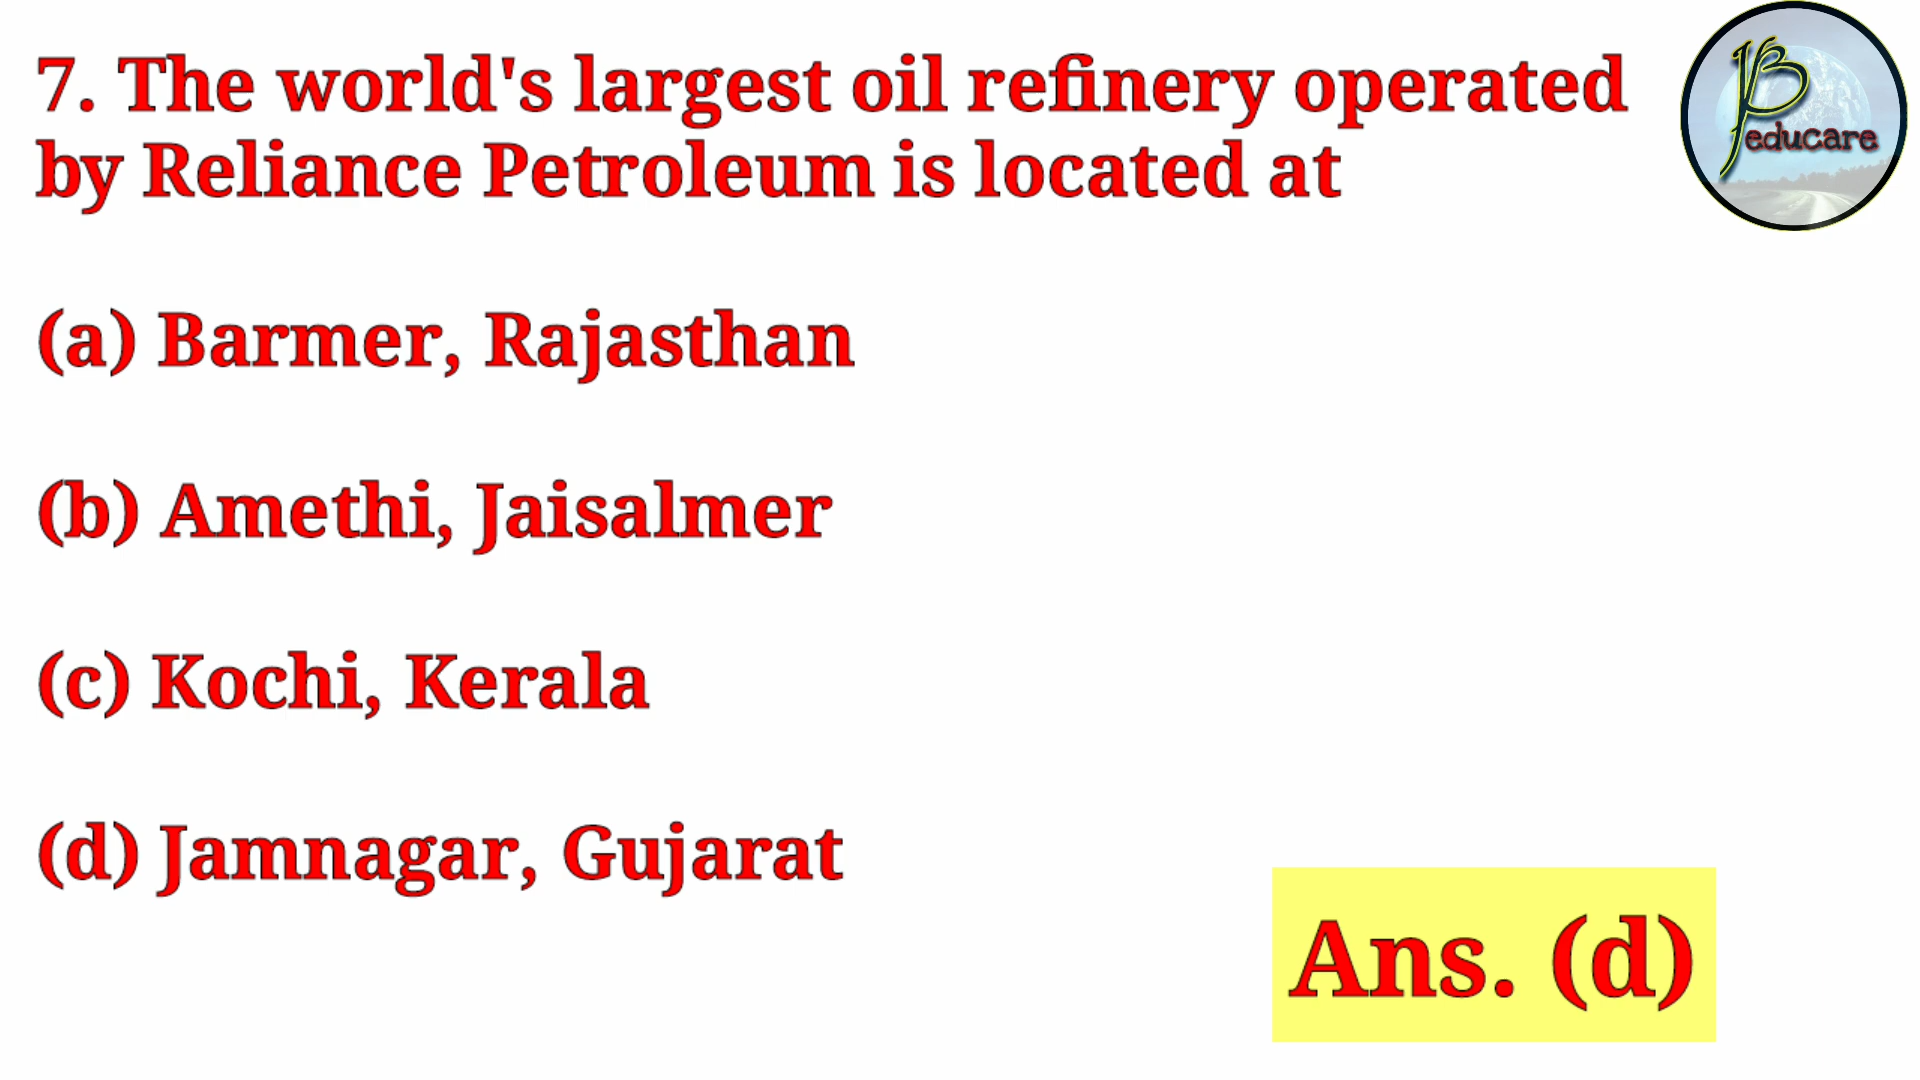 7. The world's largest oil refinery operated
by Reliance Petroleum is located at
(a) Barmer, Rajasthan
(b) Amethi, Jaisalmer
(c) Kochi, Kerala
(d) Jamnagar, Gujarat
Ans. (d)
educare